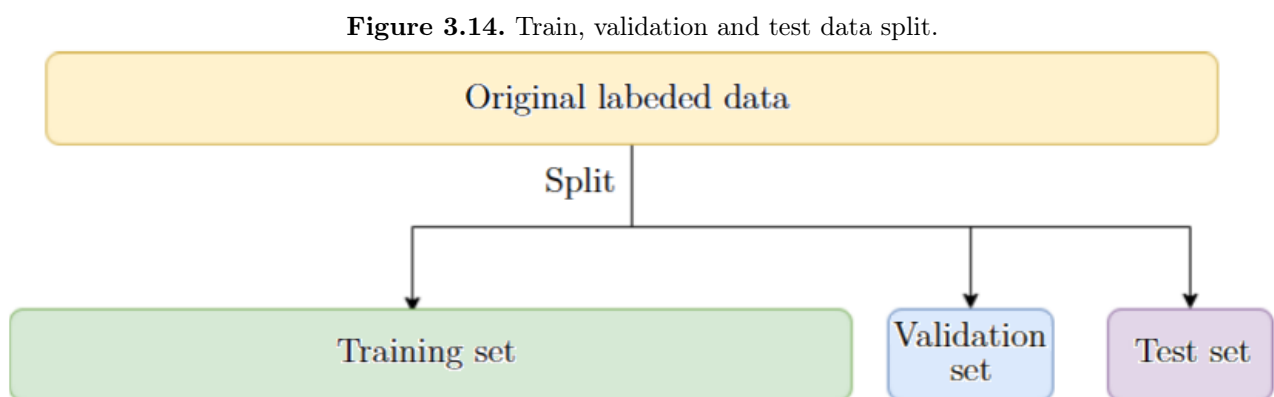 Figure 3.14. Train, validation and test data split.
Original labeded data
Split
Training set
Validation
set
Test set